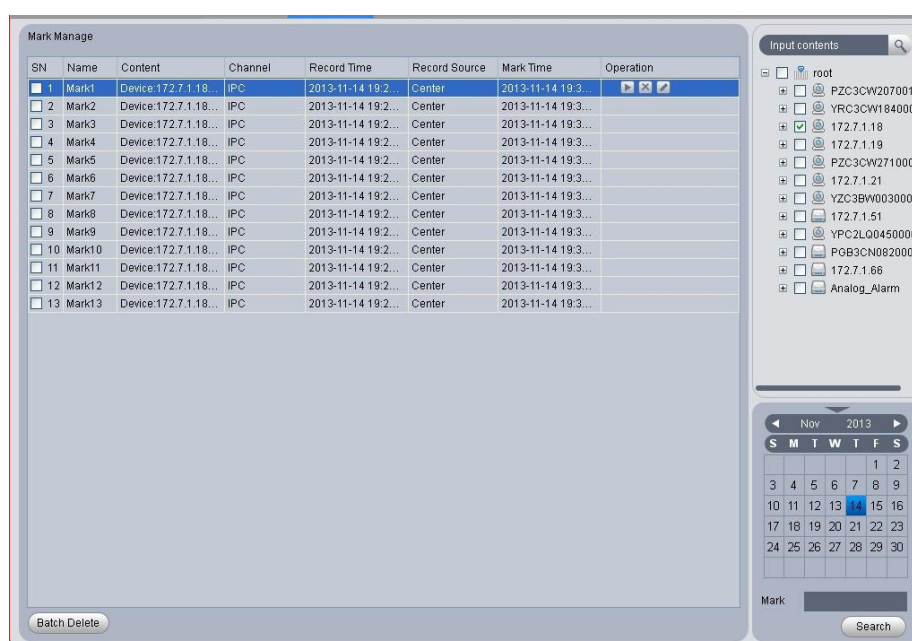 Mark Manage
SN Name Content Channel Record Time Record Source Mark Time Operation
1 Mark1 Device:172.7.1.18... IPC 2013-11-14 19:2... Center 2013-11-14 19:3...
2 Mark2 Device:172.7.1.18... IPC 2013-11-14 19:2... Center 2013-11-14 19:3...
3 Mark3 Device:172.7.1.18... IPC 2013-11-14 19:2... Center 2013-11-14 19:3...
4 Mark4 Device:172.7.1.18... IPC 2013-11-14 19:2... Center 2013-11-14 19:3...
5 Mark5 Device:172.7.1.18... IPC 2013-11-14 19:2... Center 2013-11-14 19:3...
6 Mark6 Device:172.7.1.18... IPC 2013-11-14 19:2... Center 2013-11-14 19:3...
7 Mark7 Device:172.7.1.18... IPC 2013-11-14 19:2... Center 2013-11-14 19:3...
8 Mark8 Device:172.7.1.18... IPC 2013-11-14 19:2... Center 2013-11-14 19:3...
9 Mark9 Device:172.7.1.18... IPC 2013-11-14 19:2... Center 2013-11-14 19:3...
10 Mark10 Device:172.7.1.18... IPC 2013-11-14 19:2... Center 2013-11-14 19:3...
11 Mark11 Device:172.7.1.18... IPC 2013-11-14 19:2... Center 2013-11-14 19:3...
12 Mark12 Device:172.7.1.18... IPC 2013-11-14 19:2... Center 2013-11-14 19:3...
13 Mark13 Device:172.7.1.18... IPC 2013-11-14 19:2... Center 2013-11-14 19:3...
Batch Delete
Input contents
root
PZC3CW207001
YRC3CW184000
172.7.1.18
172.7.1.19
PZC3CW271000
172.7.1.21
YZC3BW003000
172.7.1.51
YPC2LQ045000
PGB3CN082000
172.7.1.66
Analog_Alarm
Nov 2013
S M T W T F S
1 2
3 4 5 6 7 8 9
10 11 12 13 14 15 16
17 18 19 20 21 22 23
24 25 26 27 28 29 30
Mark
Search